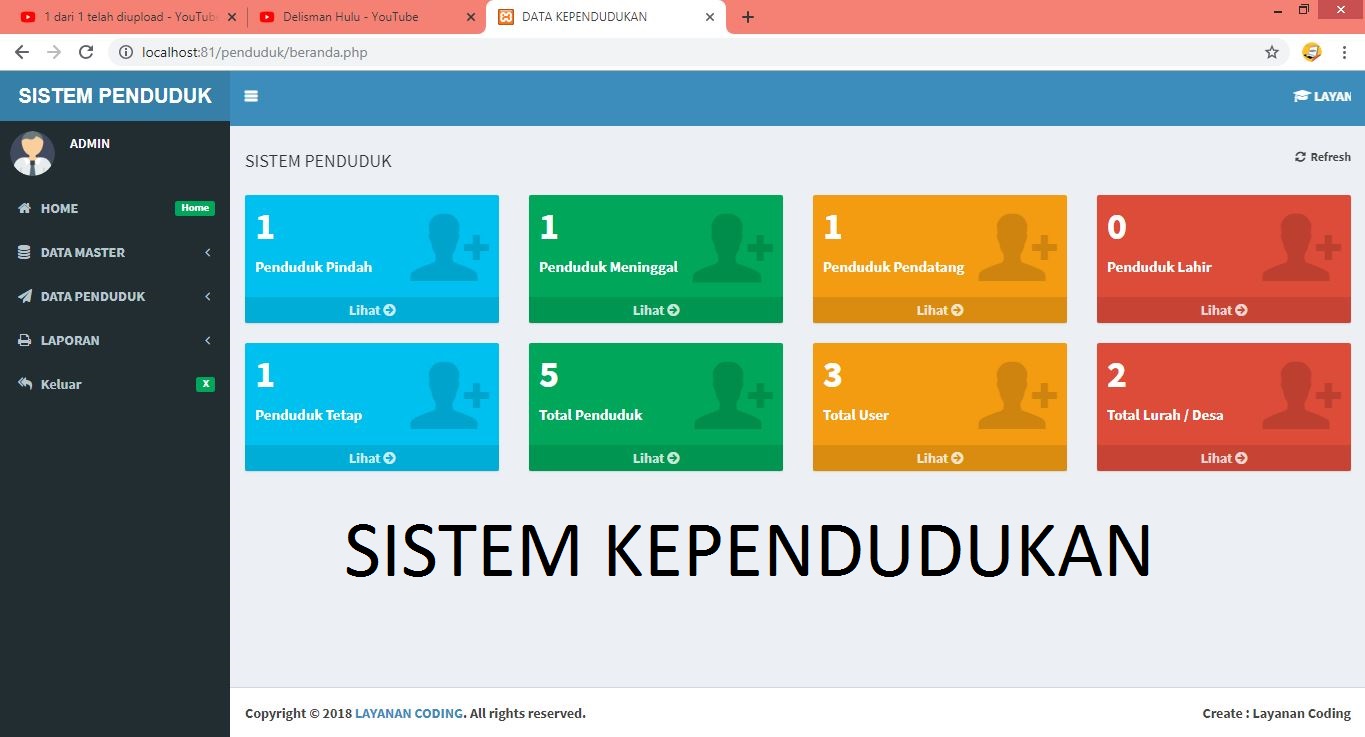 1 dari 1 telah diupload - YouTube
Delisman Hulu - YouTube
DATA KEPENDUDUKAN
localhost:81/penduduk/beranda.php
SISTEM PENDUDUK
LAYAN
ADMIN
HOME Home
DATA MASTER
DATA PENDUDUK
LAPORAN
Keluar X
SISTEM PENDUDUK
Refresh
1
Penduduk Pindah
Lihat
1
Penduduk Meninggal
Lihat
1
Penduduk Pendatang
Lihat
0
Penduduk Lahir
Lihat
1
Penduduk Tetap
Lihat
5
Total Penduduk
Lihat
3
Total User
Lihat
2
Total Lurah / Desa
Lihat
SISTEM KEPENDUDUKAN
Copyright © 2018 LAYANAN CODING. All rights reserved.
Create : Layanan Coding